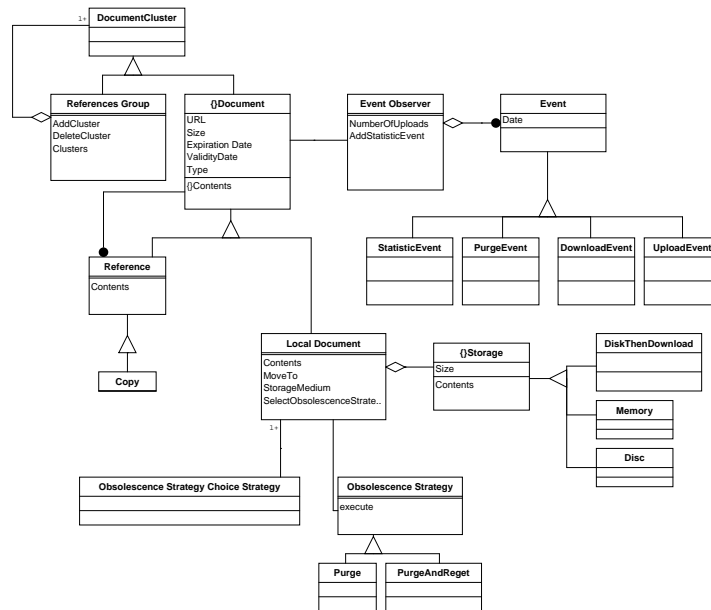 DocumentCluster
1+
References Group
AddCluster
DeleteCluster
Clusters
{}Document
URL
Size
Expiration Date
ValidityDate
Type
{}Contents
Event Observer
NumberOfUploads
AddStatisticEvent
Event
Date
StatisticEvent
PurgeEvent
DownloadEvent
UploadEvent
Reference
Contents
Copy
Local Document
Contents
MoveTo
StorageMedium
SelectObsolescenceStrate..
1+
{}Storage
Size
Contents
DiskThenDownload
Memory
Disc
Obsolescence Strategy Choice Strategy
Obsolescence Strategy
execute
Purge
PurgeAndReget